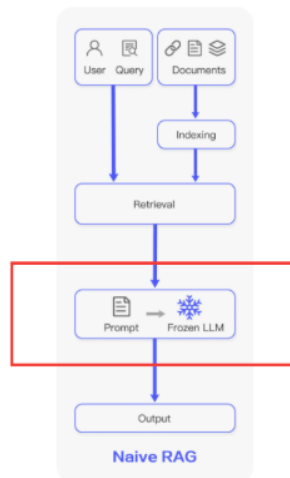 User Query
Documents
Indexing
Retrieval
Prompt
Frozen LLM
Output
Naive RAG